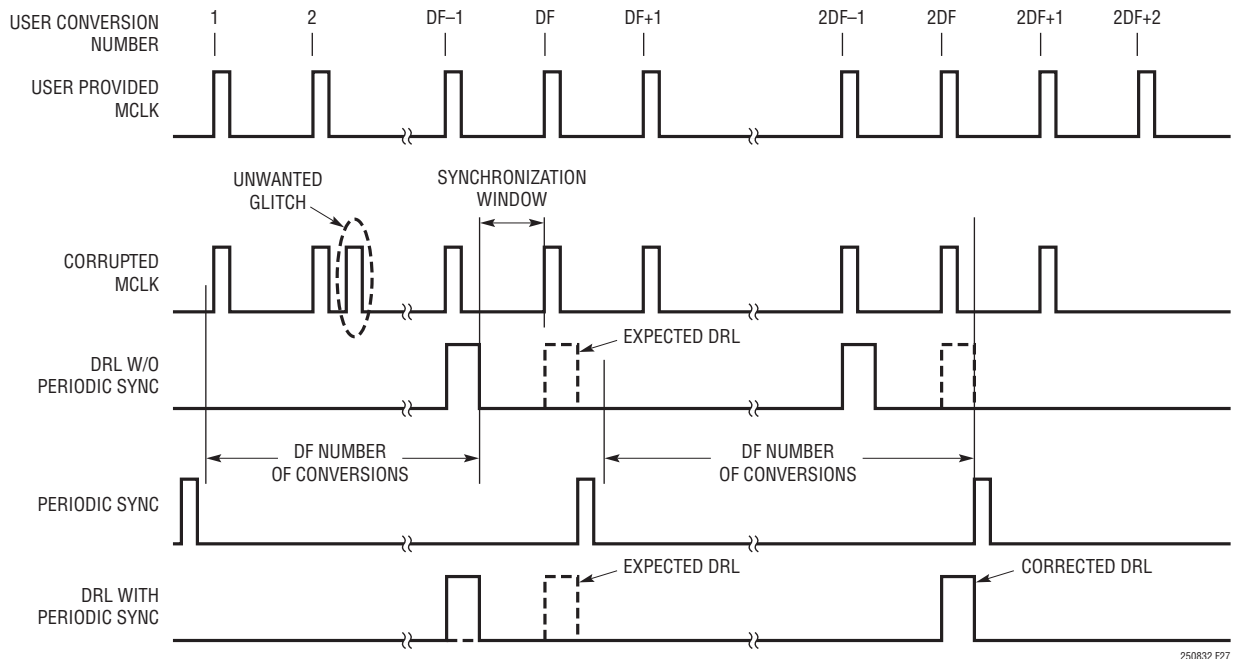 USER CONVERSION
NUMBER
1
2
DF–1
DF
DF+1
2DF–1
2DF
2DF+1
2DF+2
USER PROVIDED
MCLK
UNWANTED
GLITCH
SYNCHRONIZATION
WINDOW
CORRUPTED
MCLK
EXPECTED DRL
DRL W/O
PERIODIC SYNC
DF NUMBER
OF CONVERSIONS
DF NUMBER
OF CONVERSIONS
PERIODIC SYNC
EXPECTED DRL
CORRECTED DRL
DRL WITH
PERIODIC SYNC
250832 F27